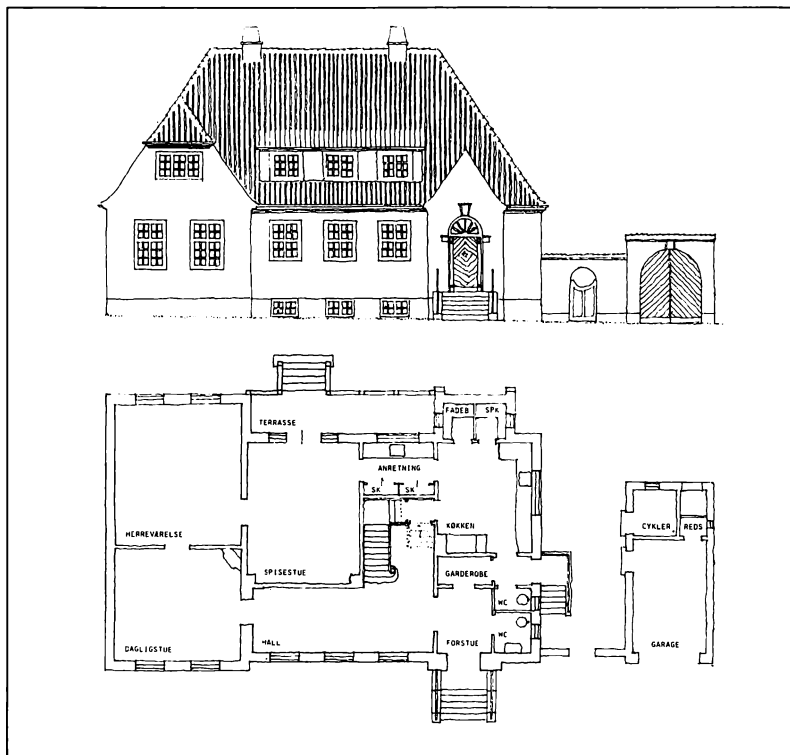 TERRASSE
FADEB
SPK
ANRETNING
SK
SK
HERREVÆRELSE
KØKKEN
CYKLER
REDS
SPISESTUE
GARDEROBE
WC
WC
DAGLIGSTUE
HALL
FORSTUE
GARAGE